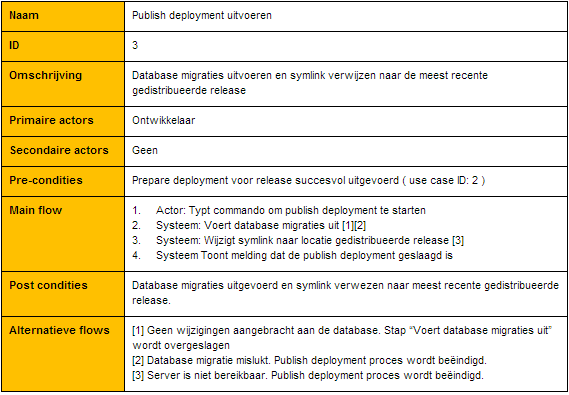 Naam
Publish deployment uitvoeren
ID
3
Omschrijving
Database migraties uitvoeren en symlink verwijzen naar de meest recente
gedistribueerde release
Primaire actors
Ontwikkelaar
Secondaire actors
Geen
Pre-condities
Prepare deployment voor release succesvol uitgevoerd ( use case ID: 2 )
Main flow
1. Actor: Typt commando om publish deployment te starten
2. Systeem: Voert database migraties uit [1][2]
3. Systeem: Wijzigt symlink naar locatie gedistribueerde release [3]
4. Systeem Toont melding dat de publish deployment geslaagd is
Post condities
Database migraties uitgevoerd en symlink verwezen naar meest recente gedistribueerde
release.
Alternatieve flows
[1] Geen wijzigingen aangebracht aan de database. Stap “Voert database migraties uit”
wordt overgeslagen
[2] Database migratie mislukt. Publish deployment proces wordt beëindigd.
[3] Server is niet bereikbaar. Publish deployment proces wordt beëindigd.